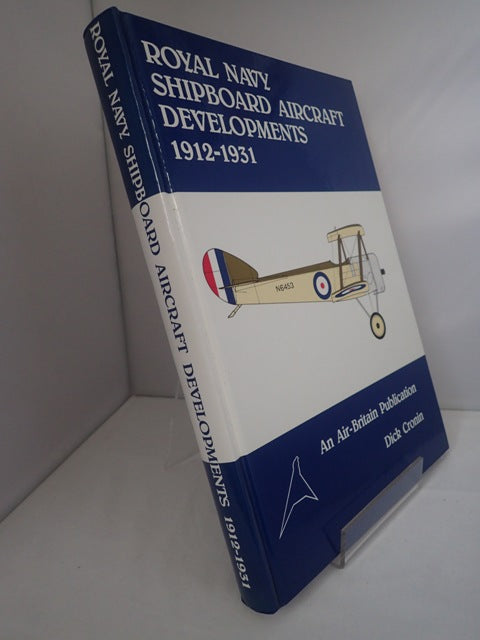 ROYAL NAVY SHIPBOARD AIRCRAFT DEVELOPMENTS 1912-1931
ROYAL NAVY
SHIPBOARD AIRCRAFT
DEVELOPMENTS
1912-1931
N6453
An Air-Britain Publication
Dick Cronin